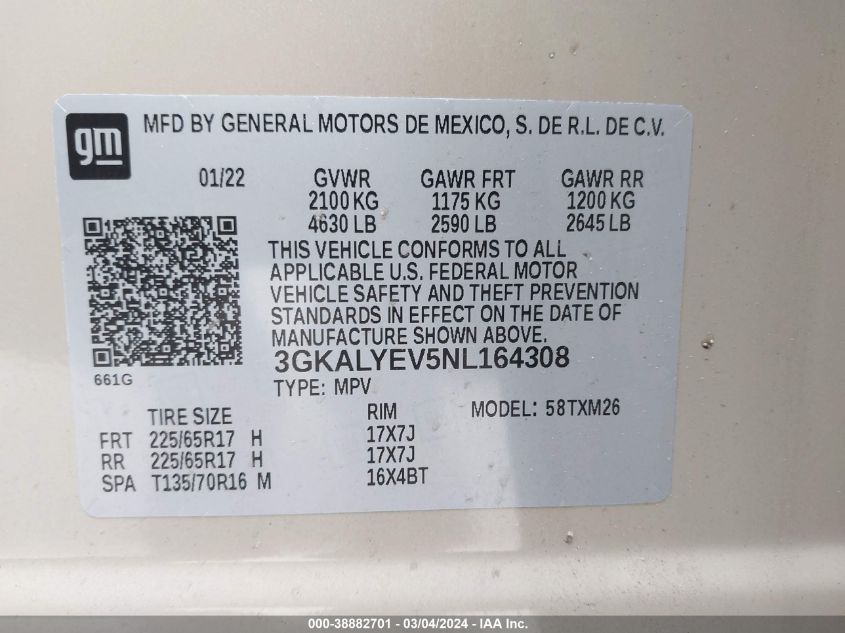 gm MFD BY GENERAL MOTORS DE MEXICO, S. DE R.L. DE C.V.
01/22 GVWR GAWR FRT GAWR RR
2100 KG 1175 KG 1200 KG
4630 LB 2590 LB 2645 LB
THIS VEHICLE CONFORMS TO ALL
APPLICABLE U.S. FEDERAL MOTOR
VEHICLE SAFETY AND THEFT PREVENTION
STANDARDS IN EFFECT ON THE DATE OF
MANUFACTURE SHOWN ABOVE.
3GKALYEV5NL164308
661G
TYPE: MPV
TIRE SIZE RIM MODEL: 58TXM26
FRT 225/65R17 H 17X7J
RR 225/65R17 H 17X7J
SPA T135/70R16 M 16X4BT
000-38882701 - 03/04/2024 - IAA Inc.